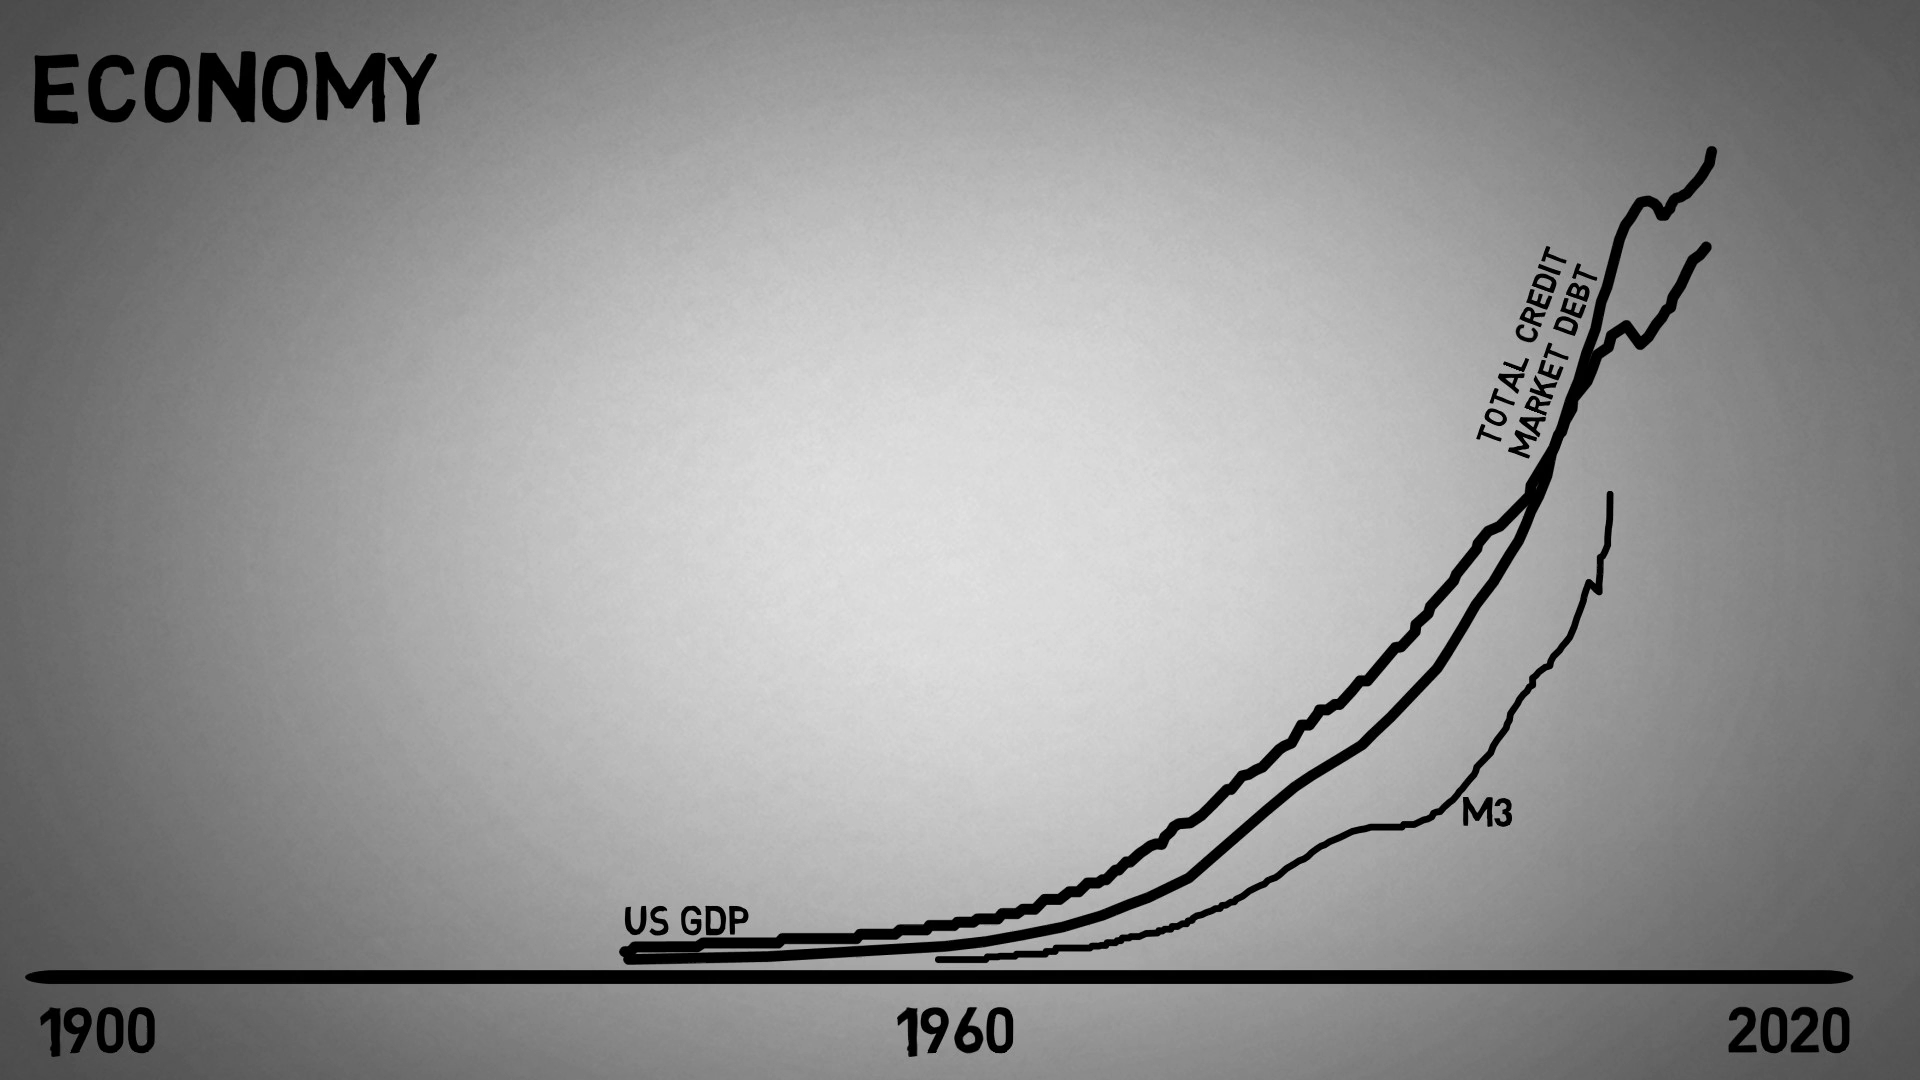 ECONOMY
TOTAL CREDIT
MARKET DEBT
M3
US GDP
1900
1960
2020